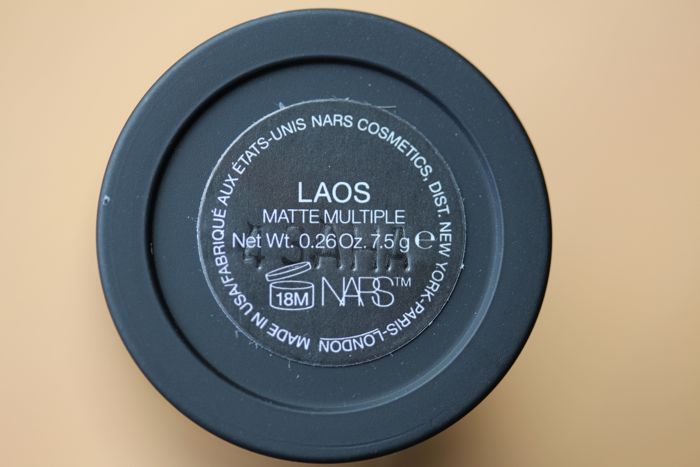 LAOS
MATTE MULTIPLE
Net Wt. 0.26 Oz. 7.5 g ℮
18M NARS™
MADE IN USA/FABRIQUÉ AUX ÉTATS-UNIS NARS COSMETICS, DIST. NEW YORK-PARIS-LONDON